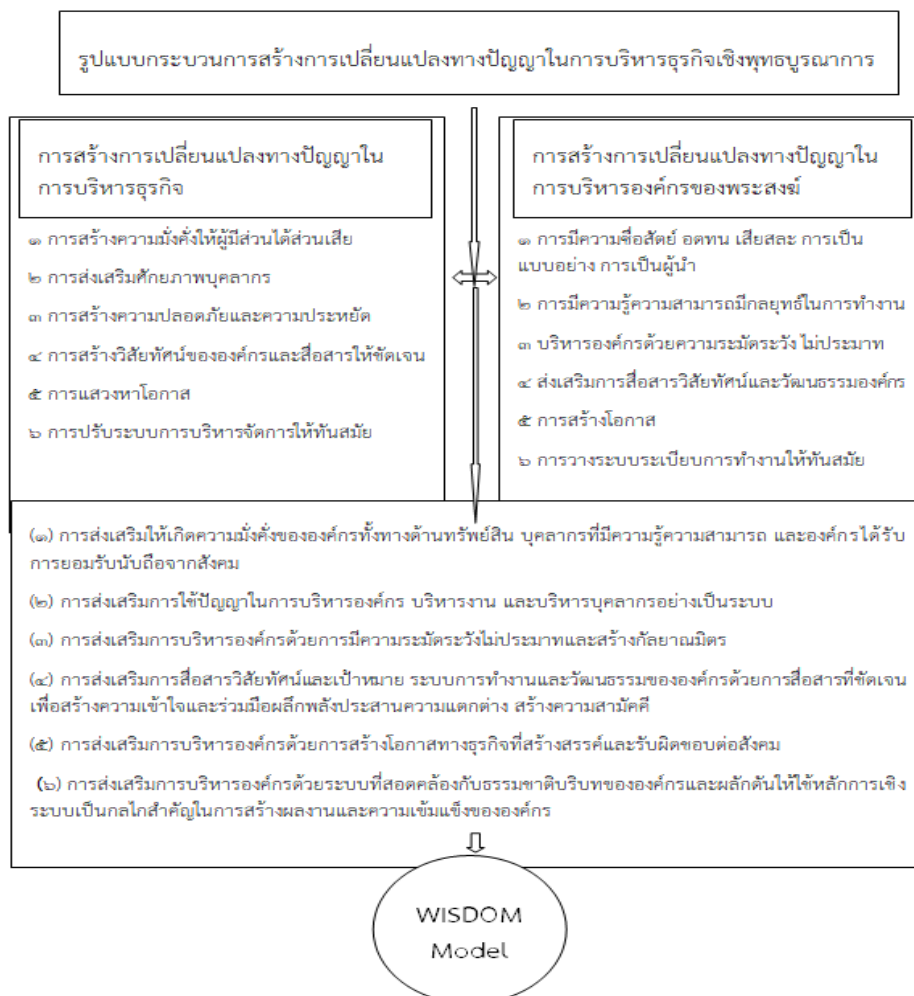 รูปแบบกระบวนการสร้างการเปลี่ยนแปลงทางปัญญาในการบริหารธุรกิจเชิงพุทธบูรณาการ
การสร้างการเปลี่ยนแปลงทางปัญญาใน
การบริหารธุรกิจ
๑ การสร้างความมั่งคั่งให้ผู้มีส่วนได้ส่วนเสีย
๒ การส่งเสริมศักยภาพบุคลากร
๓ การสร้างความปลอดภัยและความประหยัด
๔ การสร้างวิสัยทัศน์ขององค์กรและสื่อสารให้ชัดเจน
๕ การแสวงหาโอกาส
๖ การปรับระบบการบริหารจัดการให้ทันสมัย
การสร้างการเปลี่ยนแปลงทางปัญญาใน
การบริหารองค์กรของพระสงฆ์
๑ การมีความซื่อสัตย์ อดทน เสียสละ การเป็น
แบบอย่าง การเป็นผู้นำ
๒ การมีความรู้ความสามารถมีกลยุทธ์ในการทำงาน
๓ บริหารองค์กรด้วยความระมัดระวัง ไม่ประมาท
๔ ส่งเสริมการสื่อสารวิสัยทัศน์และวัฒนธรรมองค์กร
๕ การสร้างโอกาส
๖ การวางระบบระเบียบการทำงานให้ทันสมัย
(๑) การส่งเสริมให้เกิดความมั่งคั่งขององค์กรทั้งทางด้านทรัพย์สิน บุคลากรที่มีความรู้ความสามารถ และองค์กรได้รับ
การยอมรับนับถือจากสังคม
(๒) การส่งเสริมการใช้ปัญญาในการบริหารองค์กร บริหารงาน และบริหารบุคลากรอย่างเป็นระบบ
(๓) การส่งเสริมการบริหารองค์กรด้วยการมีความระมัดระวังไม่ประมาทและสร้างกัลยาณมิตร
(๔) การส่งเสริมการสื่อสารวิสัยทัศน์และเป้าหมาย ระบบการทำงานและวัฒนธรรมขององค์กรด้วยการสื่อสารที่ชัดเจน
เพื่อสร้างความเข้าใจและร่วมมือผลึกพลังประสานความแตกต่าง สร้างความสามัคคี
(๕) การส่งเสริมการบริหารองค์กรด้วยการสร้างโอกาสทางธุรกิจที่สร้างสรรค์และรับผิดชอบต่อสังคม
(๖) การส่งเสริมการบริหารองค์กรด้วยระบบที่สอดคล้องกับธรรมชาติบริบทขององค์กรและผลักดันให้ใช้หลักการเชิง
ระบบเป็นกลไกสำคัญในการสร้างผลงานและความเข้มแข็งขององค์กร
WISDOM
Model